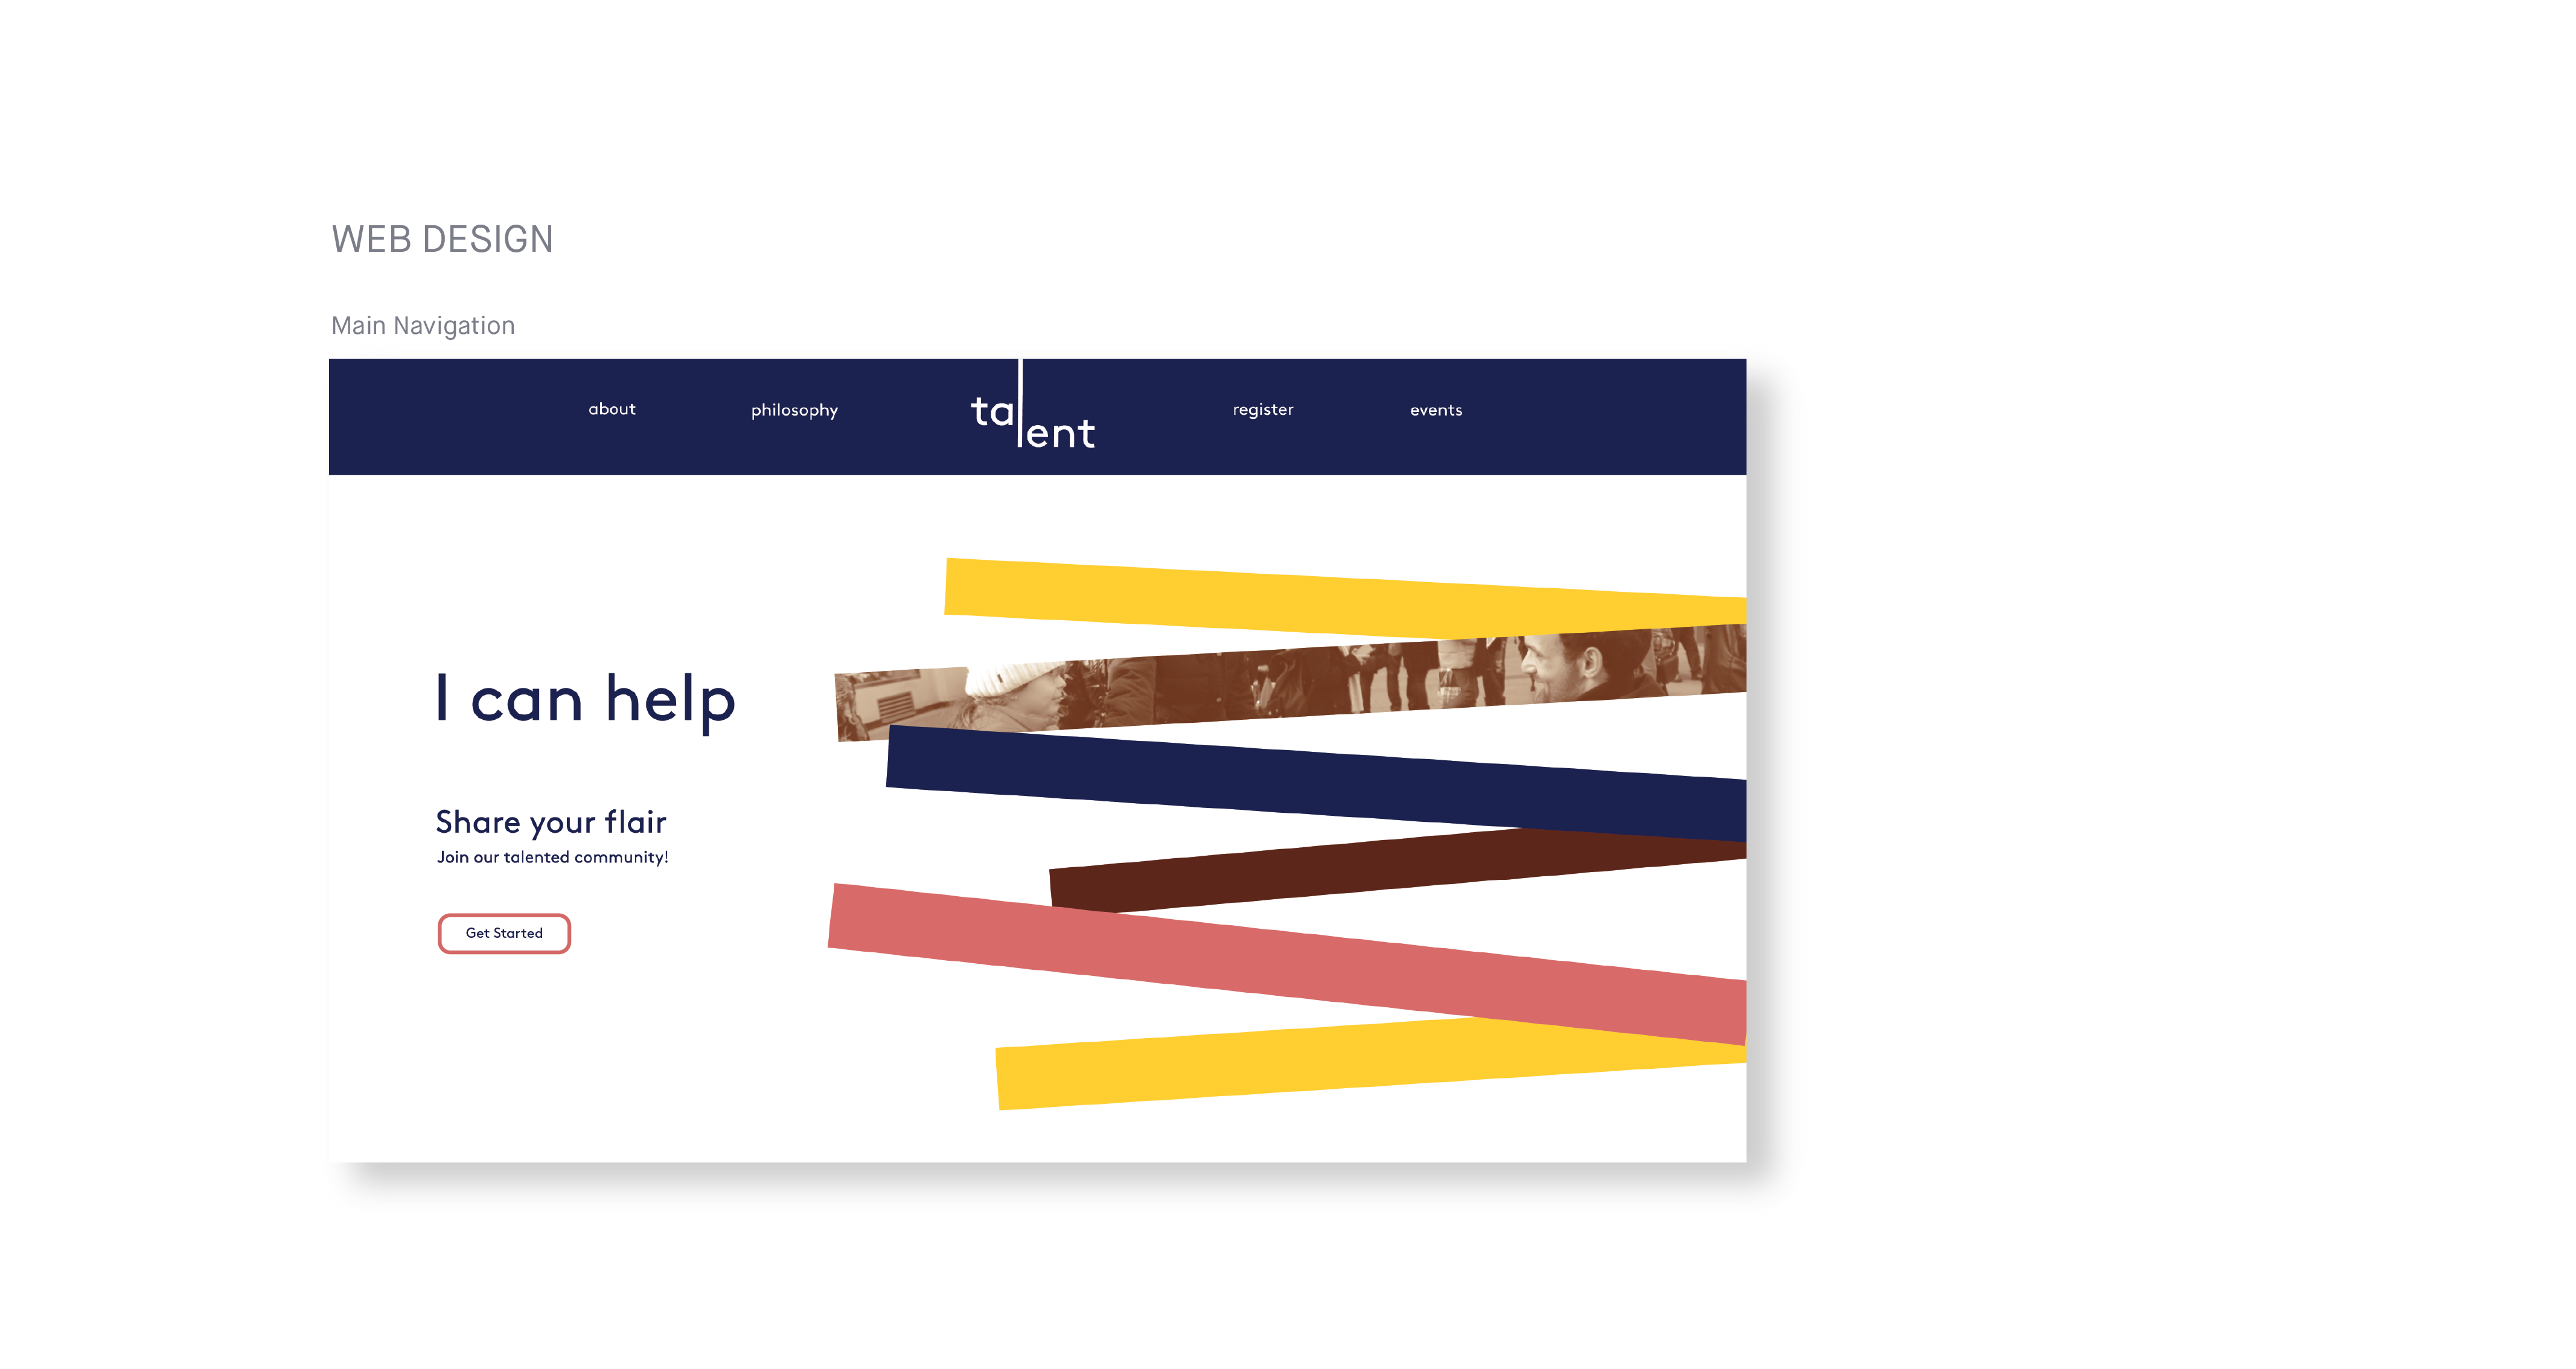 WEB DESIGN
Main Navigation
about philosophy talent register events
I can help
Share your flair
Join our talented community!
Get Started